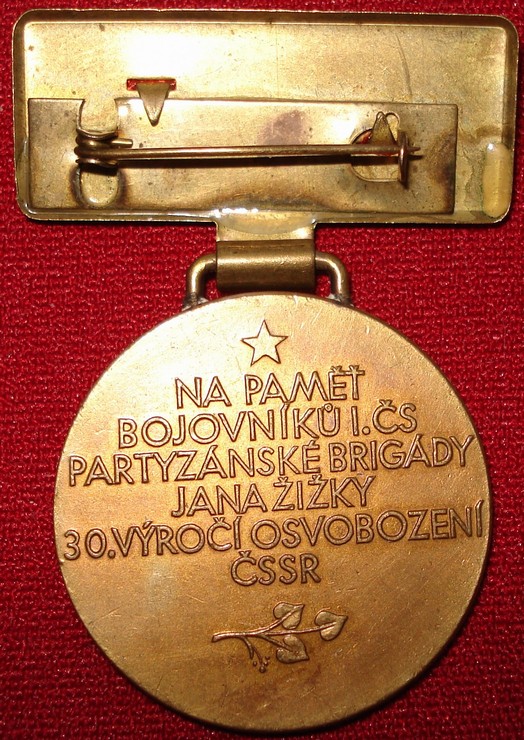 NA PAMĚŤ
BOJOVNÍKŮ I.ČS
PARTYZÁNSKÉ BRIGÁDY
JANA ŽIŽKY
30.VÝROČÍ OSVOBOZENÍ
ČSSR